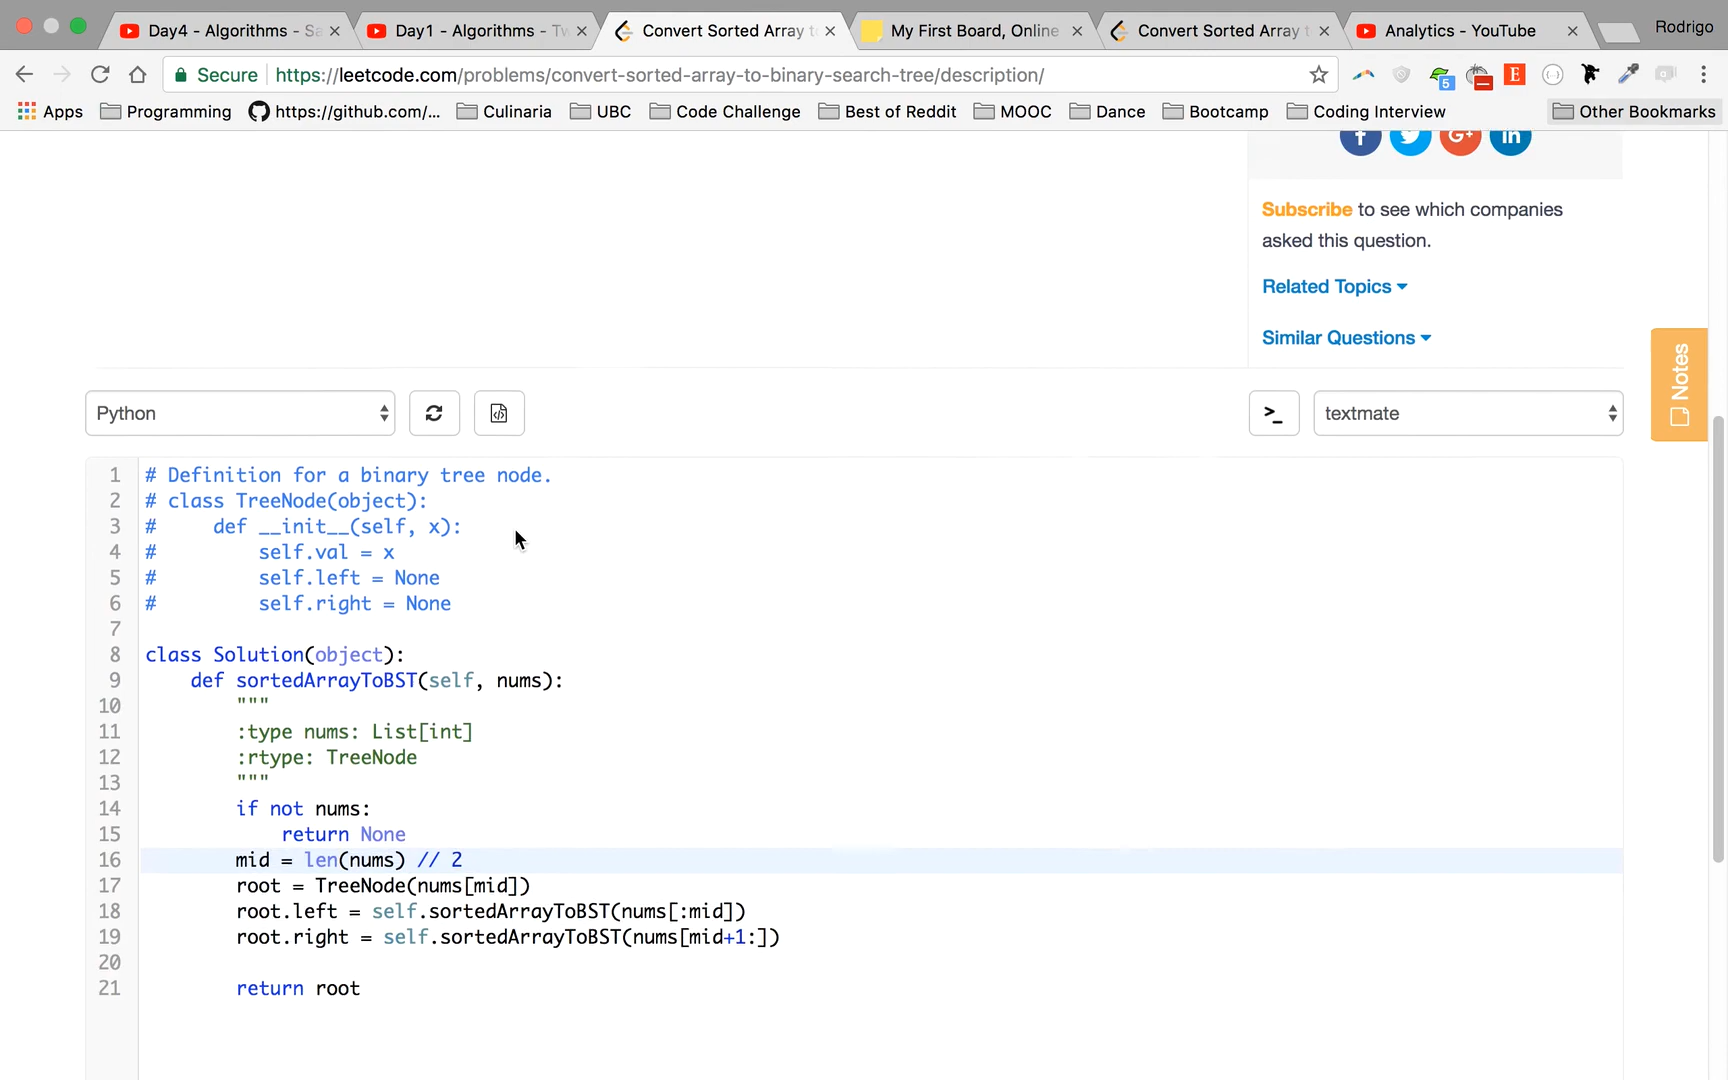 Day4 - Algorithms - Sa
Day1 - Algorithms - Tw
Convert Sorted Array to
My First Board, Online
Convert Sorted Array t
Analytics - YouTube
Rodrigo
Secure
https://leetcode.com/problems/convert-sorted-array-to-binary-search-tree/description/
5
E
Apps
Programming
https://github.com/...
Culinaria
UBC
Code Challenge
Best of Reddit
MOOC
Dance
Bootcamp
Coding Interview
Other Bookmarks
f
G+
in
Subscribe to see which companies
asked this question.
Related Topics
Similar Questions
Notes
Python
>_
textmate
1 # Definition for a binary tree node.
2 # class TreeNode(object):
3 #     def __init__(self, x):
4 #         self.val = x
5 #         self.left = None
6 #         self.right = None
7
8 class Solution(object):
9     def sortedArrayToBST(self, nums):
10         """
11         :type nums: List[int]
12         :rtype: TreeNode
13         """
14         if not nums:
15             return None
16         mid = len(nums) // 2
17         root = TreeNode(nums[mid])
18         root.left = self.sortedArrayToBST(nums[:mid])
19         root.right = self.sortedArrayToBST(nums[mid+1:])
20
21         return root